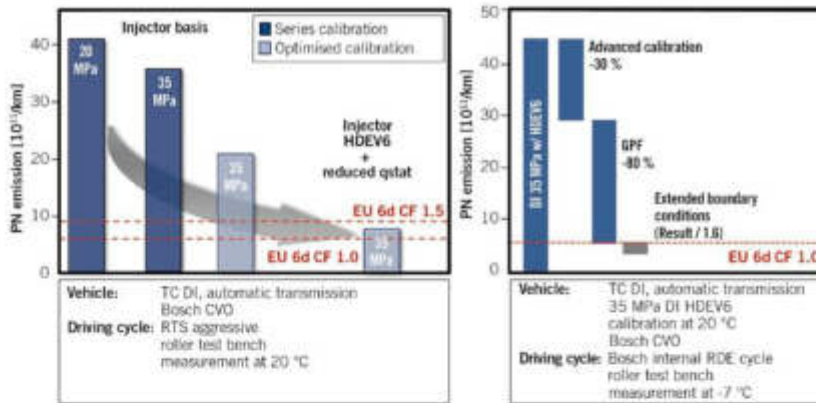 Injector basis
Series calibration
Optimised calibration
PN emission [10¹¹/km]
40
30
20
10
0
20
MPa
35
MPa
35
MPa
35
MPa
Injector
HDEV6
+
reduced qstat
EU 6d CF 1.5
EU 6d CF 1.0
Vehicle: TC DI, automatic transmission
Bosch CVO
Driving cycle: RTS aggressive
roller test bench
measurement at 20 °C
PN emission [10¹¹/km]
50
40
30
20
10
0
DI 35 MPa w/ HDEV6
Advanced calibration
-30 %
GPF
-80 %
Extended boundary
conditions
(Result / 1.6)
EU 6d CF 1.0
Vehicle: TC DI, automatic transmission
35 MPa DI HDEV6
calibration at 20 °C
Bosch CVO
Driving cycle: Bosch internal RDE cycle
roller test bench
measurement at -7 °C